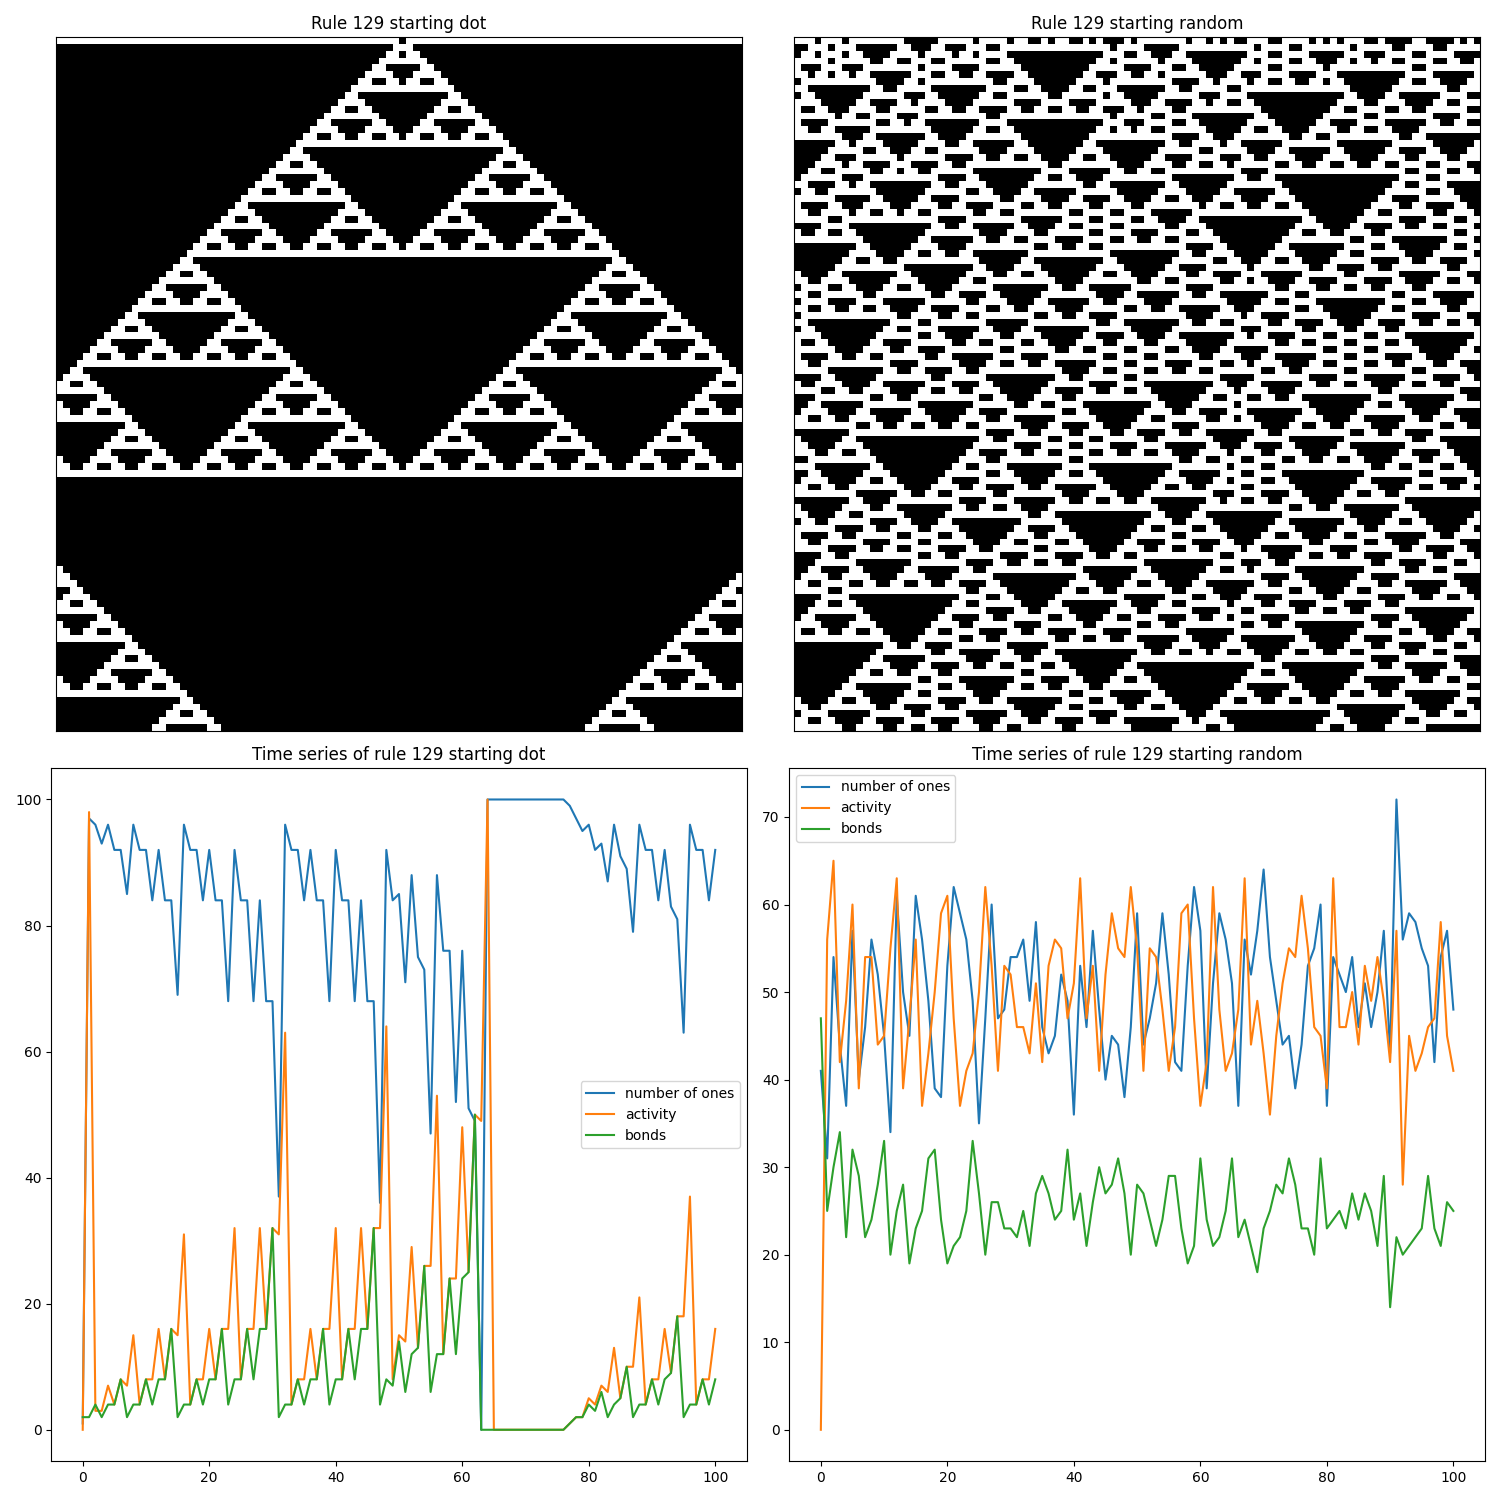 Rule 129 starting dot
Rule 129 starting random
Time series of rule 129 starting dot
100
80
60
40
20
0
number of ones
activity
bonds
0 20 40 60 80 100
Time series of rule 129 starting random
number of ones
activity
bonds
70
60
50
40
30
20
10
0
0 20 40 60 80 100